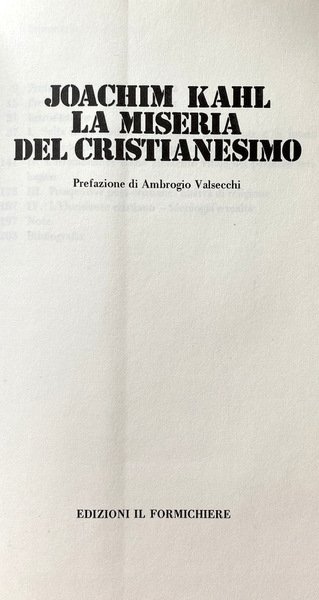 JOACHIM KAHL
LA MISERIA
DEL CRISTIANESIMO
Prefazione di Ambrogio Valsecchi
EDIZIONI IL FORMICHIERE